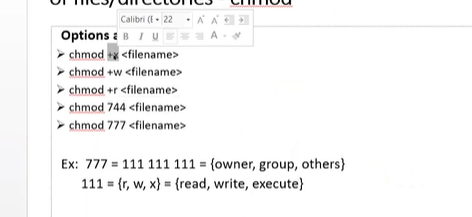 of files/directories - chmod
Calibri (E 22 A A
B I U A
Options
chmod +x <filename>
chmod +w <filename>
chmod +r <filename>
chmod 744 <filename>
chmod 777 <filename>
Ex: 777 = 111 111 111 = {owner, group, others}
111 = {r, w, x} = {read, write, execute}